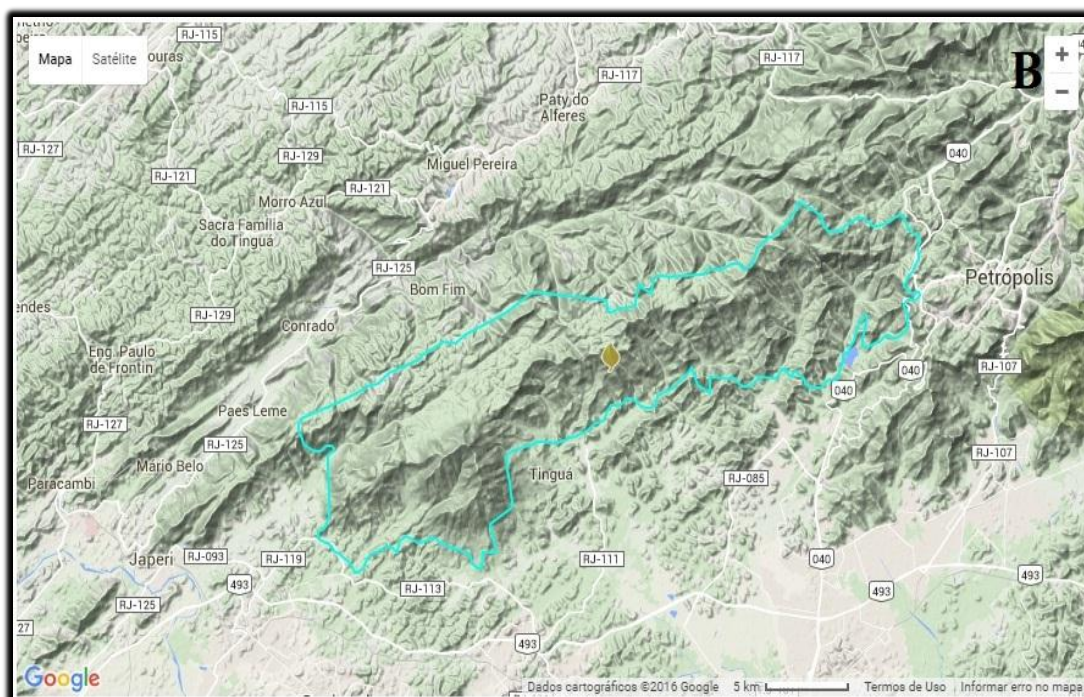 RJ-115
Mapa
Satélite
ouras
RJ-117
RJ-117
B
+
−
RJ-115
Paty do
Alferes
RJ-127
RJ-129
Miguel Pereira
040
RJ-121
RJ-121
Morro Azul
Sacra Família
do Tinguá
RJ-125
Petrópolis
Bom Fim
endes
RJ-129
Conrado
Eng. Paulo
de Frontin
RJ-107
040
040
Paes Leme
RJ-127
RJ-125
RJ-107
Mário Belo
Tinguá
RJ-085
Paracambi
RJ-093
RJ-119
RJ-111
040
Japeri
493
RJ-113
493
493
RJ-125
27
493
Google
Dados cartográficos ©2016 Google
5 km
Termos de Uso
Informar erro no mapa